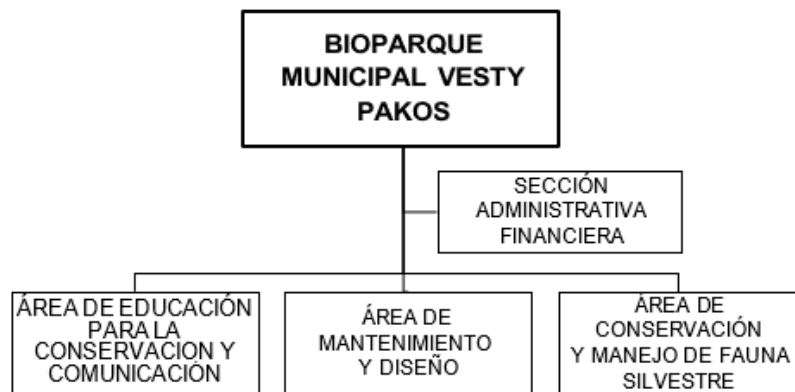 BIOPARQUE
MUNICIPAL VESTY
PAKOS
SECCIÓN
ADMINISTRATIVA
FINANCIERA
ÁREA DE EDUCACIÓN
PARA LA
CONSERVACION Y
COMUNICACIÓN
ÁREA DE
MANTENIMIENTO
Y DISEÑO
ÁREA DE
CONSERVACIÓN
Y MANEJO DE FAUNA
SILVESTRE